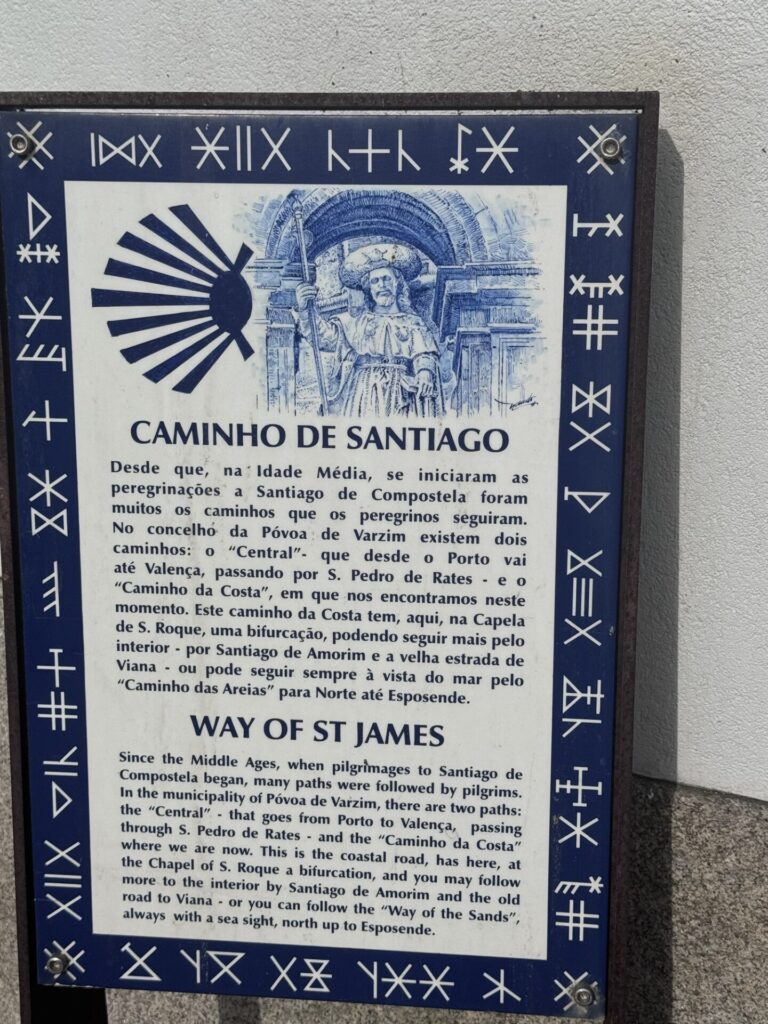 CAMINHO DE SANTIAGO
Desde que, na Idade Média, se iniciaram as
peregrinações a Santiago de Compostela foram
muitos os caminhos que os peregrinos seguiram.
No concelho da Póvoa de Varzim existem dois
caminhos: o “Central”- que desde o Porto vai
até Valença, passando por S. Pedro de Rates - e o
“Caminho da Costa”, em que nos encontramos neste
momento. Este caminho da Costa tem, aqui, na Capela
de S. Roque, uma bifurcação, podendo seguir mais pelo
interior - por Santiago de Amorim e a velha estrada de
Viana - ou pode seguir sempre à vista do mar pelo
“Caminho das Areias” para Norte até Esposende.
WAY OF ST JAMES
Since the Middle Ages, when pilgrimages to Santiago de
Compostela began, many paths were followed by pilgrims.
In the municipality of Póvoa de Varzim, there are two paths:
the “Central” - that goes from Porto to Valença, passing
through S. Pedro de Rates - and the “Caminho da Costa”
where we are now. This is the coastal road, has here, at
the Chapel of S. Roque a bifurcation, and you may follow
more to the interior by Santiago de Amorim and the old
road to Viana - or you can follow the “Way of the Sands”,
always with a sea sight, north up to Esposende.